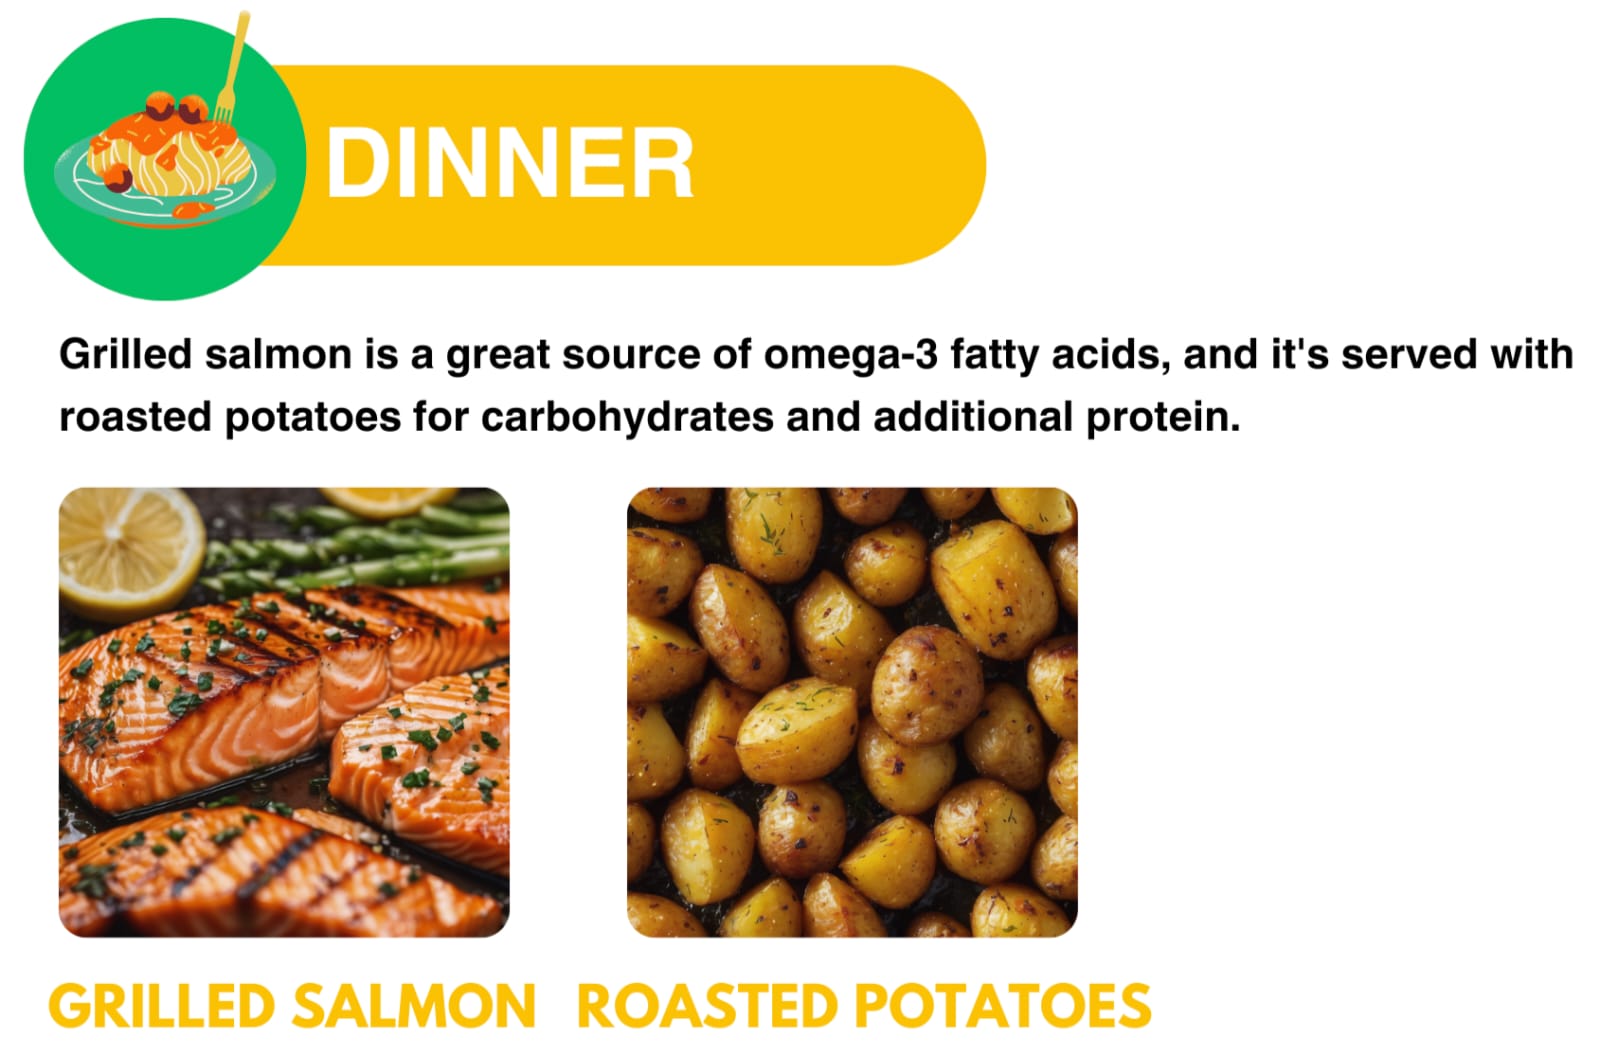 DINNER
Grilled salmon is a great source of omega-3 fatty acids, and it's served with
roasted potatoes for carbohydrates and additional protein.
GRILLED SALMON ROASTED POTATOES